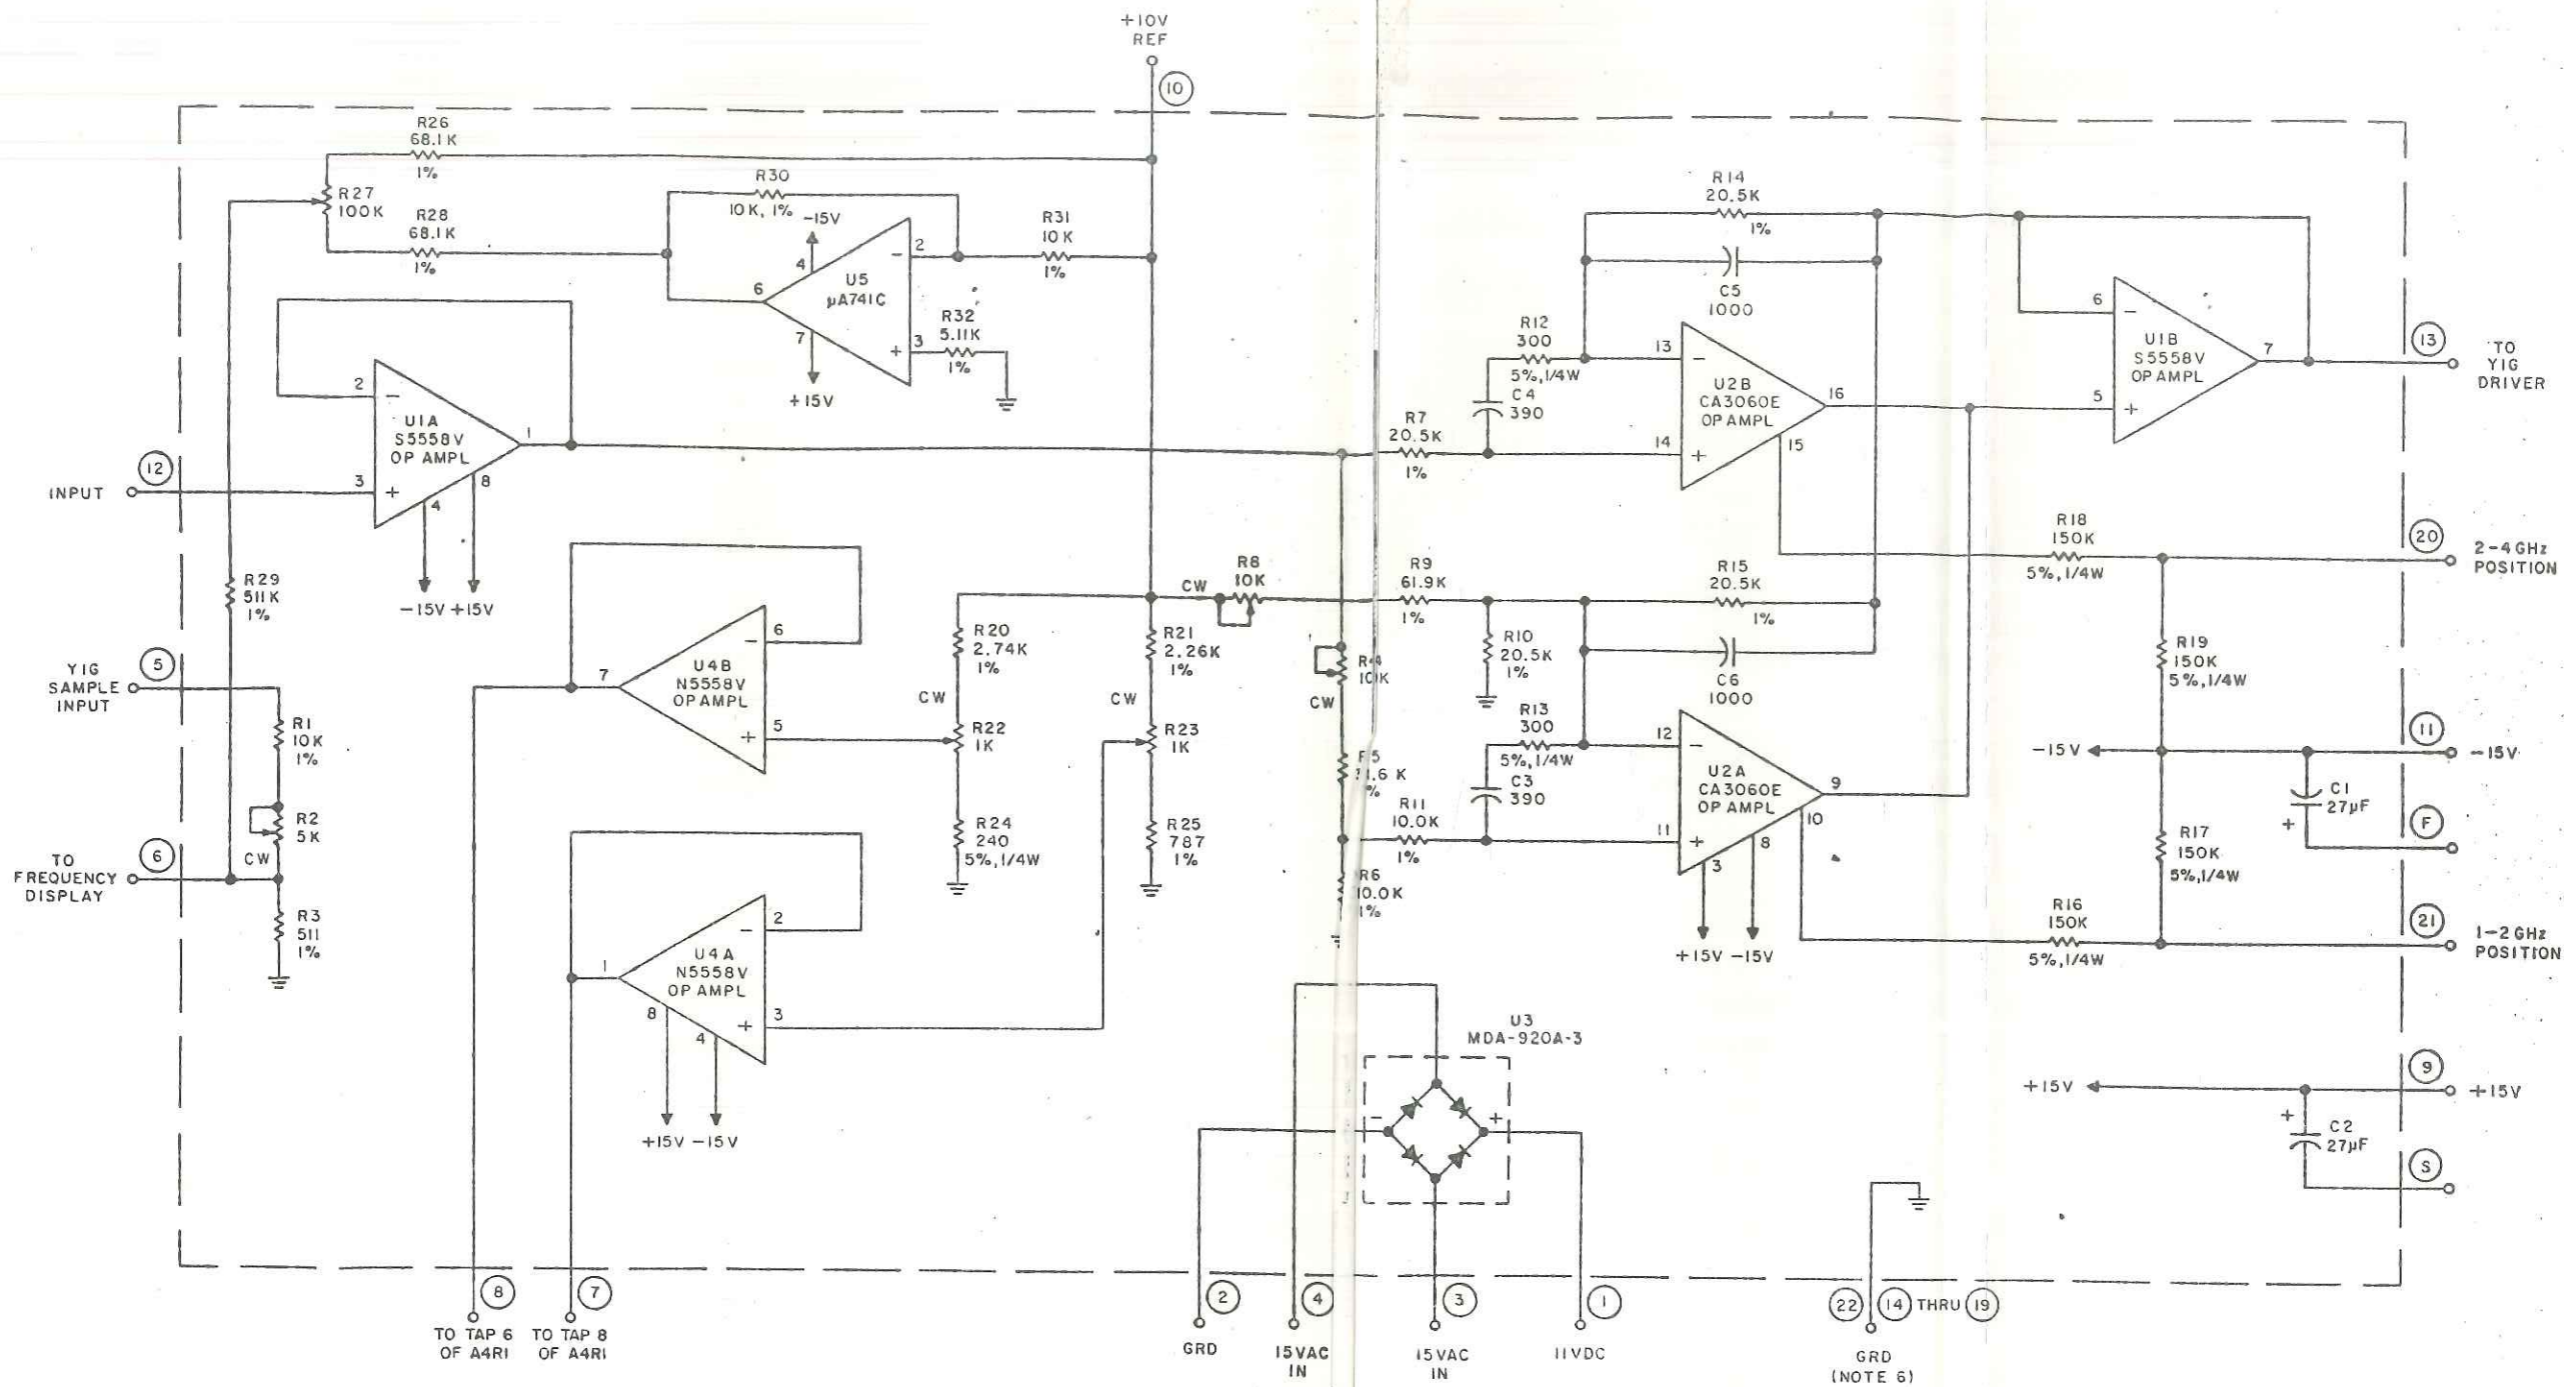 +10V
REF
10
R26
68.1K
1%
R27
100K
R28
68.1K
1%
R30
10K, 1%
-15V
4
2
-
U5
µA741C
6
7
3
+
+15V
R31
10K
1%
R32
5.11K
1%
2
-
U1A
S5558V
OP AMPL
1
3
+
8
4
-15V
+15V
INPUT
12
R29
511K
1%
YIG
SAMPLE
INPUT
5
R1
10K
1%
R2
5K
CW
TO
FREQUENCY
DISPLAY
6
R3
511
1%
6
-
U4B
N5558V
OP AMPL
7
5
+
2
-
U4A
N5558V
OP AMPL
1
8
4
3
+
+15V
-15V
R20
2.74K
1%
CW
R22
1K
R24
240
5%,1/4W
R21
2.26K
1%
CW
R23
1K
R25
787
1%
CW
R8
10K
R9
61.9K
1%
R10
20.5K
1%
R15
20.5K
1%
C6
1000
R4
10K
CW
1%
R6
10.0K
1%
R11
10.0K
1%
R13
300
5%,1/4W
C3
390
12
-
U2A
CA3060E
OP AMPL
9
10
11
+
3
8
+15V
-15V
R7
20.5K
1%
R12
300
5%,1/4W
C4
390
R14
20.5K
1%
C5
1000
13
-
U2B
CA3060E
OP AMPL
16
15
14
+
6
-
U1B
S5558V
OP AMPL
7
5
+
13
TO
YIG
DRIVER
R18
150K
5%,1/4W
20
2-4GHz
POSITION
R19
150K
5%,1/4W
-15V
11
-15V
C1
27µF
+
F
R17
150K
5%,1/4W
R16
150K
5%,1/4W
21
1-2GHz
POSITION
U3
MDA-920A-3
-
+
+15V
9
+15V
+
C2
27µF
S
8
TO TAP 6
OF A4R1
7
TO TAP 8
OF A4R1
2
GRD
4
15VAC
IN
3
15VAC
IN
1
11VDC
22
14
THRU
19
GRD
(NOTE 6)